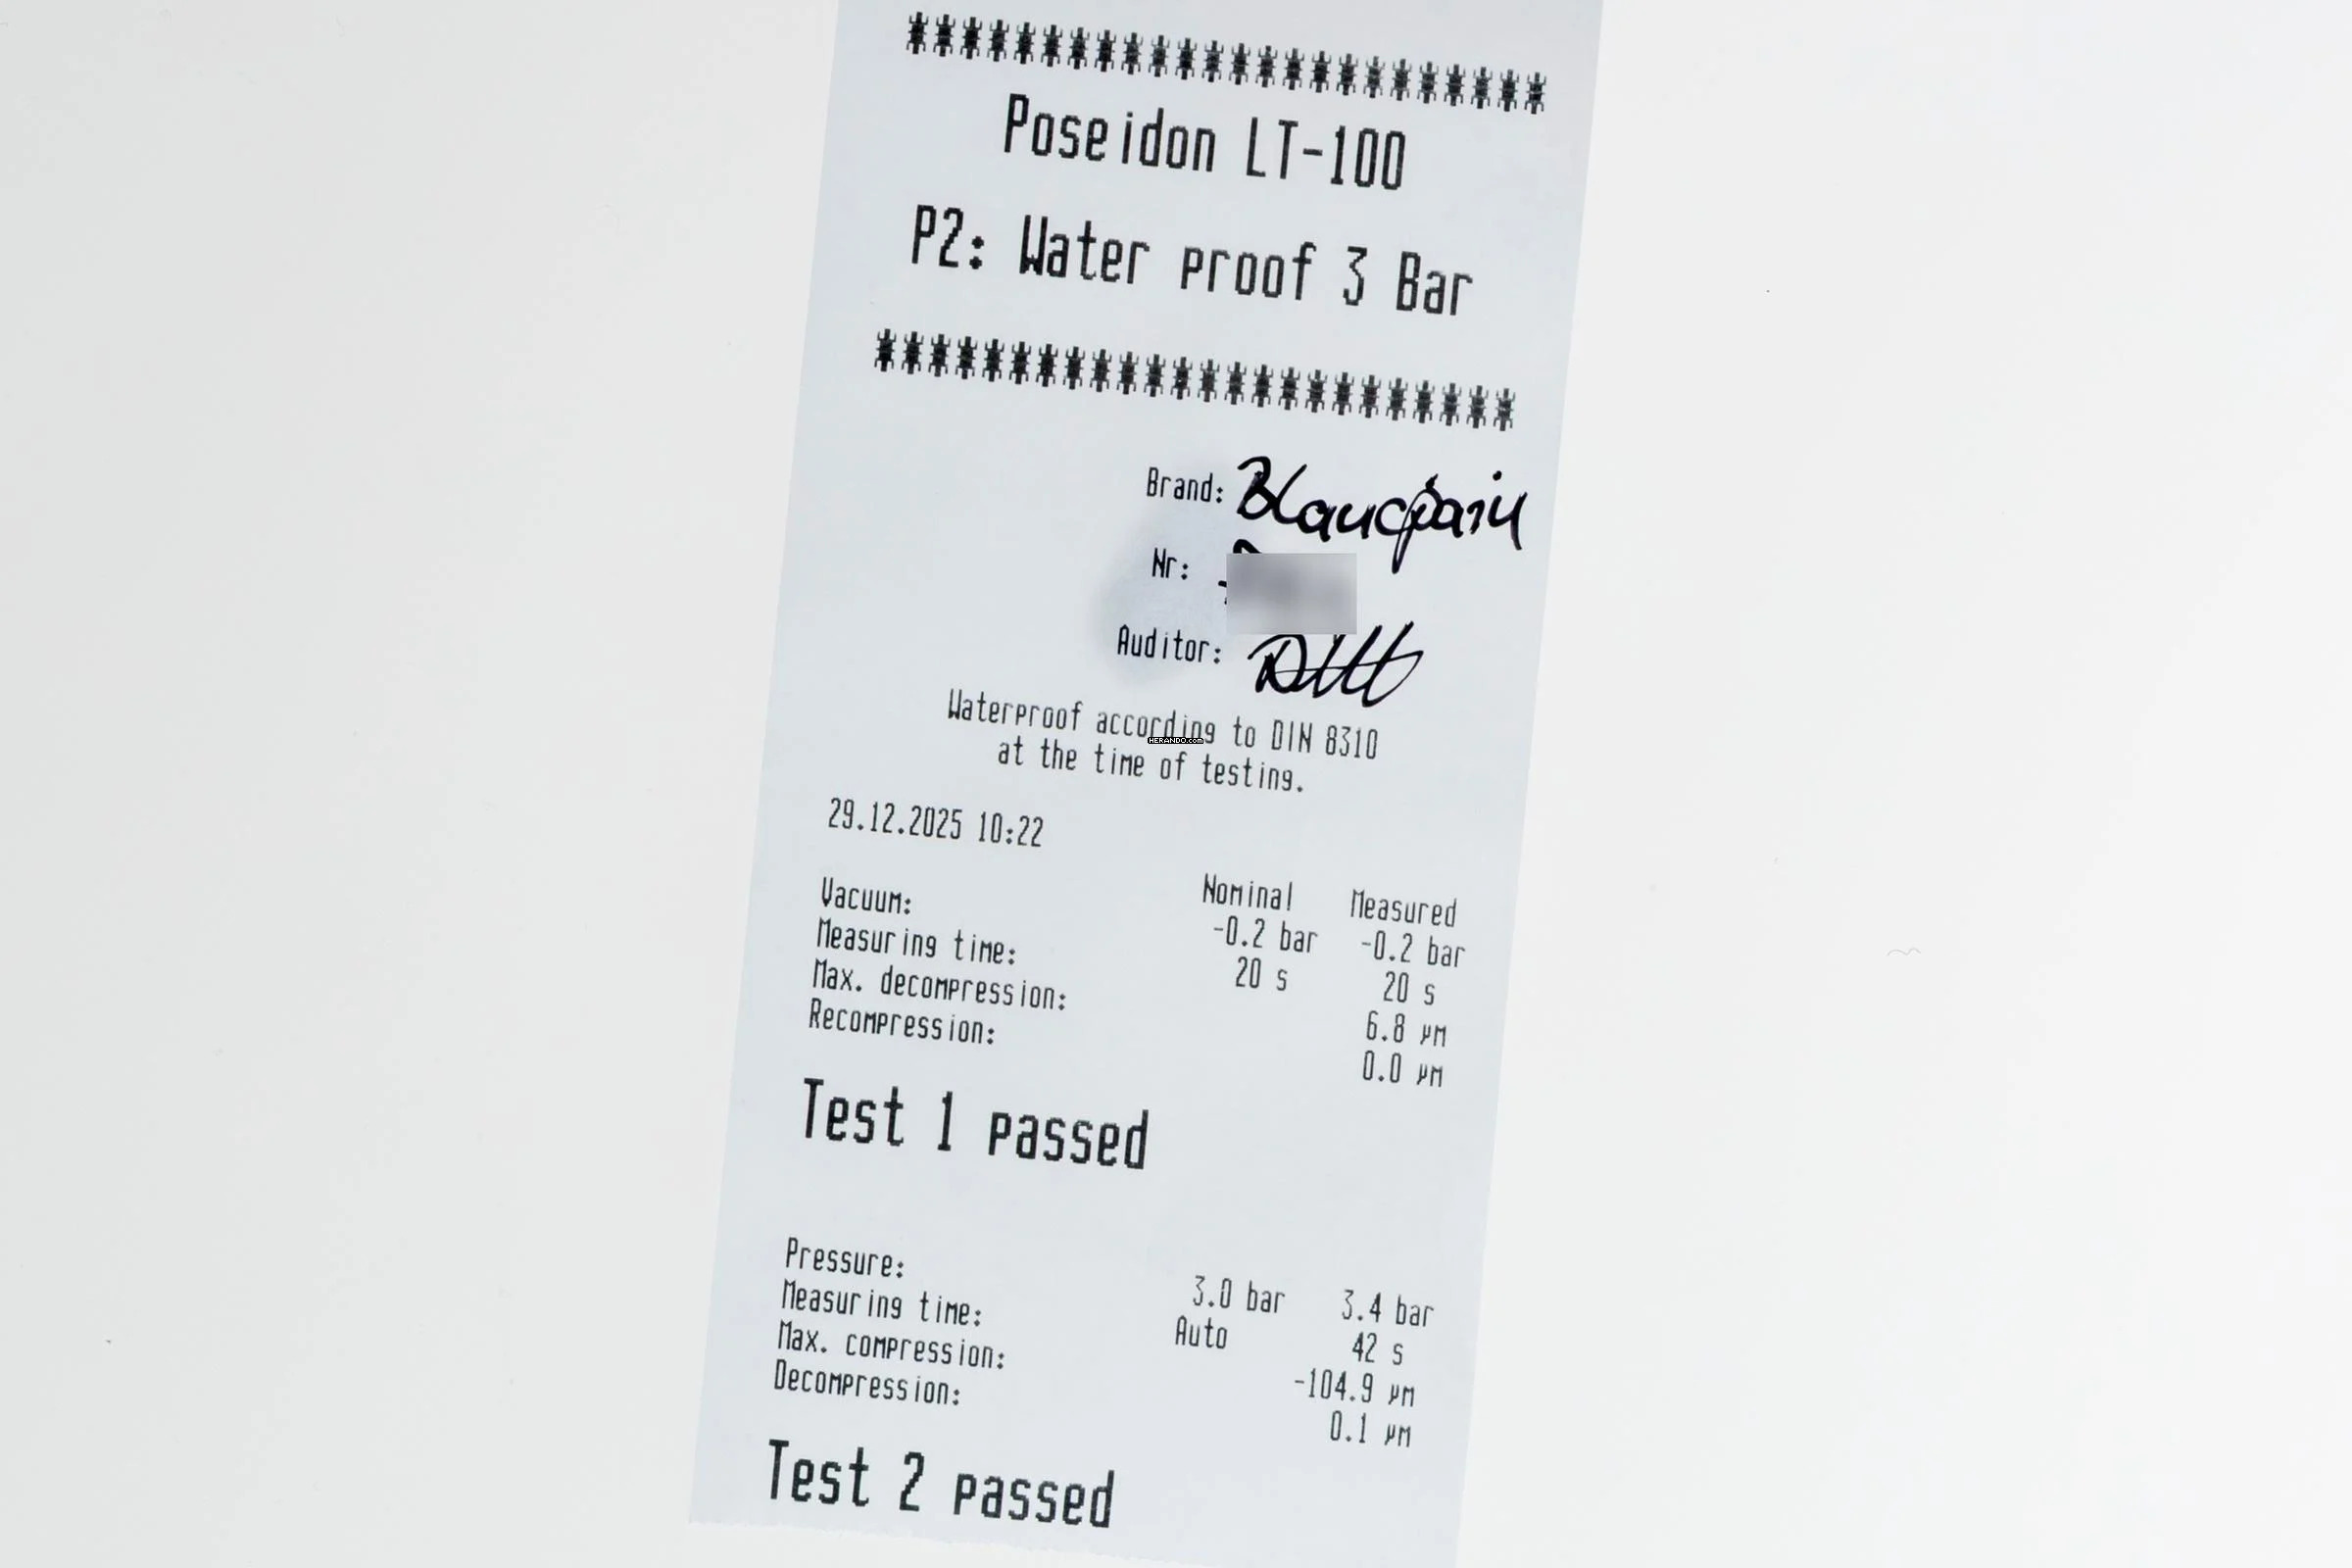 ************************
Poseidon LT-100
P2: Water proof 3 Bar
************************
Brand: Blancpain
Nr:
Auditor:
Waterproof according to DIN 8310
HERANDO.com
at the time of testing.
29.12.2025 10:22
Nominal Measured
Vacuum: -0.2 bar -0.2 bar
Measuring time: 20 s 20 s
Max. decompression: 6.8 µm
Recompression: 0.0 µm
Test 1 passed
Pressure: 3.0 bar 3.4 bar
Measuring time: Auto 42 s
Max. compression: -104.9 µm
Decompression: 0.1 µm
Test 2 passed